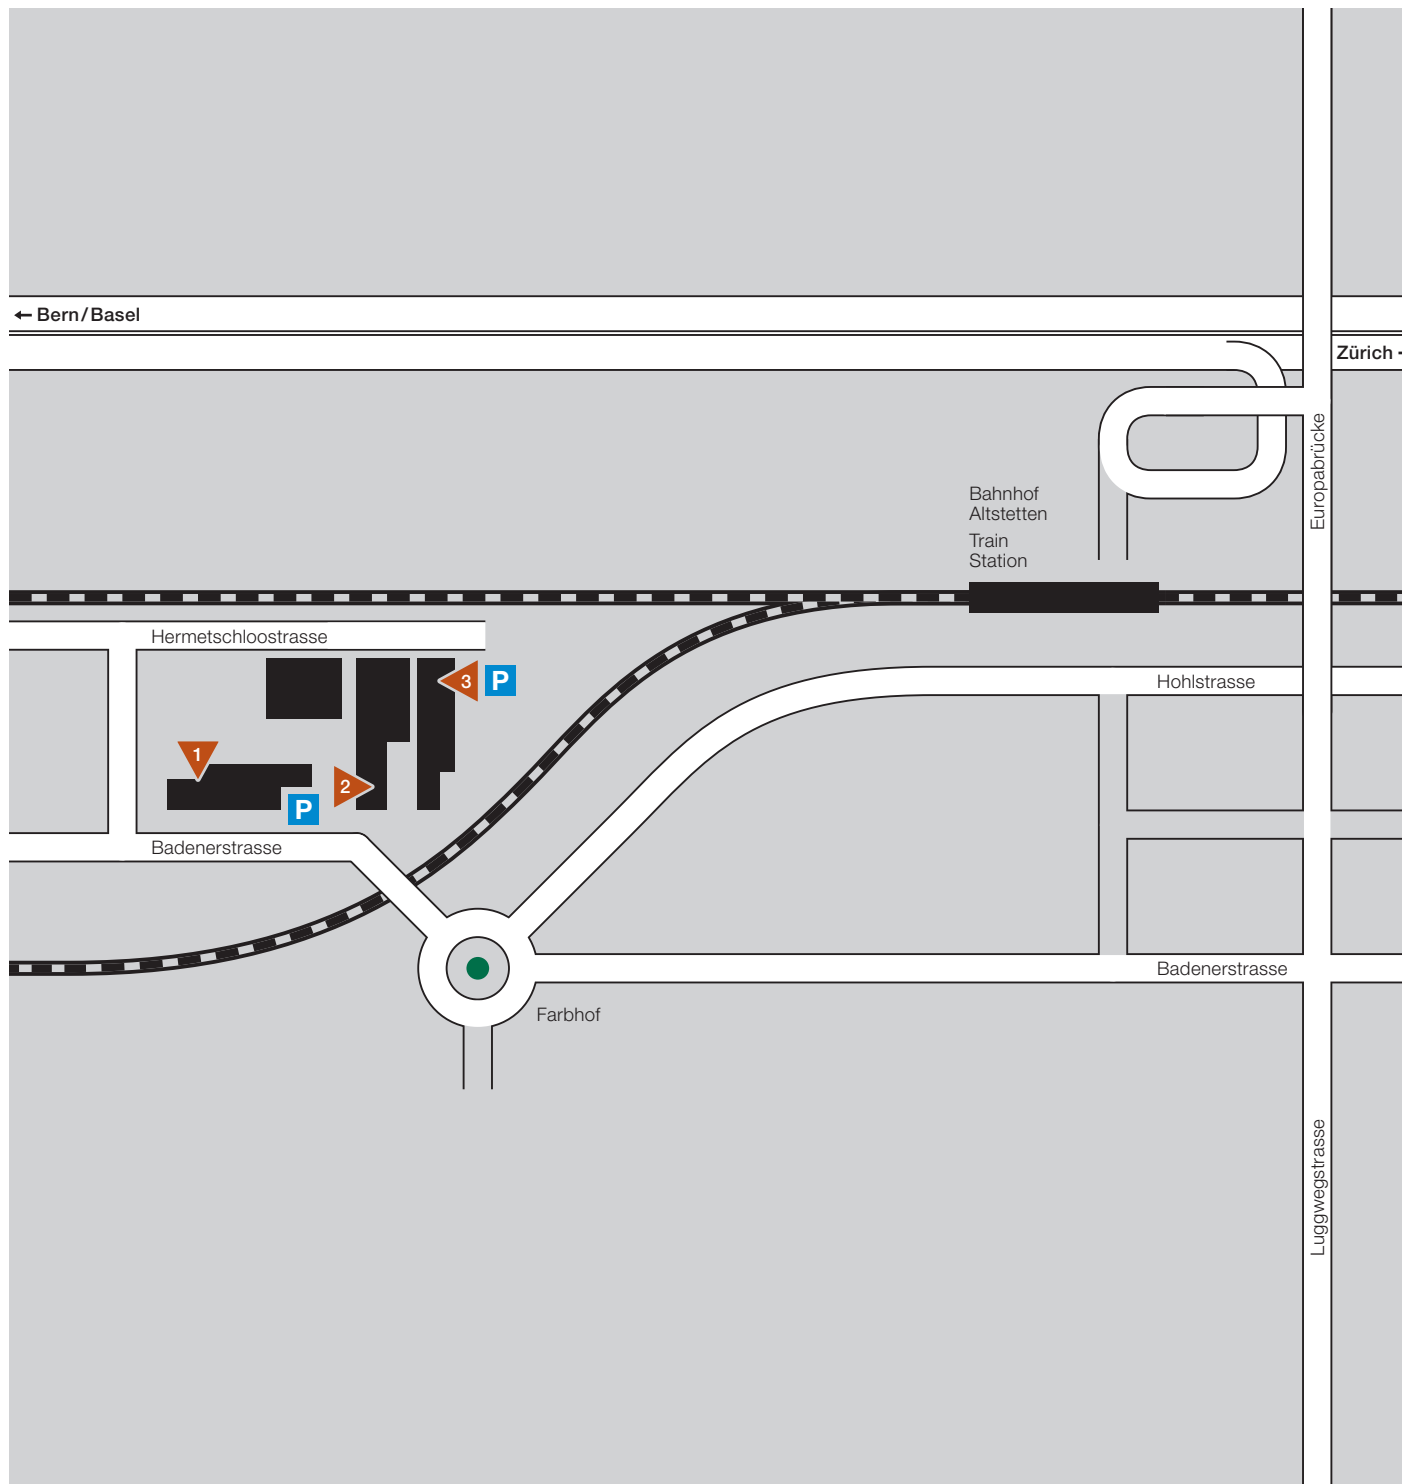 ← Bern/Basel
Zürich
Europabrücke
Bahnhof
Altstetten
Train
Station
Hermetschloostrasse
3
P
Hohlstrasse
1
2
P
Badenerstrasse
Badenerstrasse
Farbhof
Luggwegstrasse